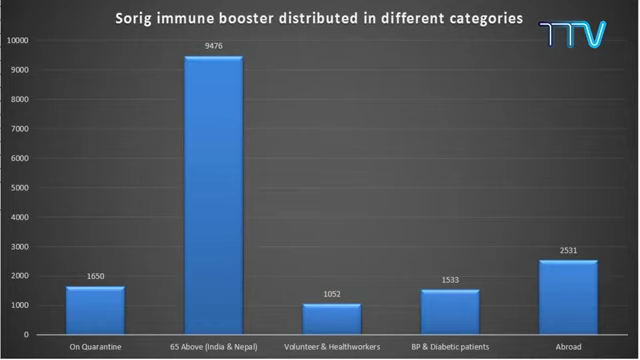 Sorig immune booster distributed in different categories
TTV
10000
9000
8000
7000
6000
5000
4000
3000
2000
1000
0
1650
9476
1052
1533
2531
On Quarantine
65 Above (India & Nepal)
Volunteer & Healthworkers
BP & Diabetic patients
Abroad